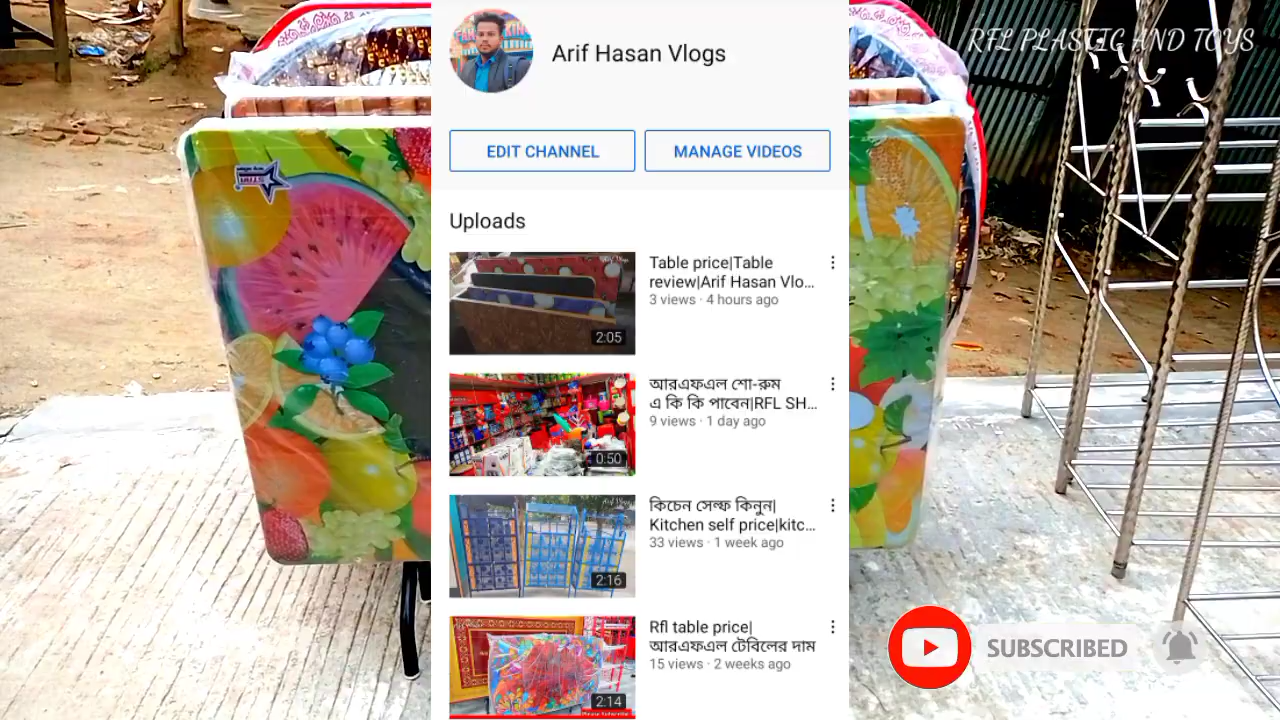 Arif Hasan Vlogs
RFL PLASTIC AND TOYS
EDIT CHANNEL
MANAGE VIDEOS
Uploads
Table price|Table
review|Arif Hasan Vlo...
3 views · 4 hours ago
2:05
আরএফএল শো-রুম
এ কি কি পাবেন|RFL SH...
9 views · 1 day ago
0:50
কিচেন সেল্ফ কিনুন|
Kitchen self price|kitc...
33 views · 1 week ago
2:16
Rfl table price|
আরএফএল টেবিলের দাম
15 views · 2 weeks ago
2:14
SUBSCRIBED